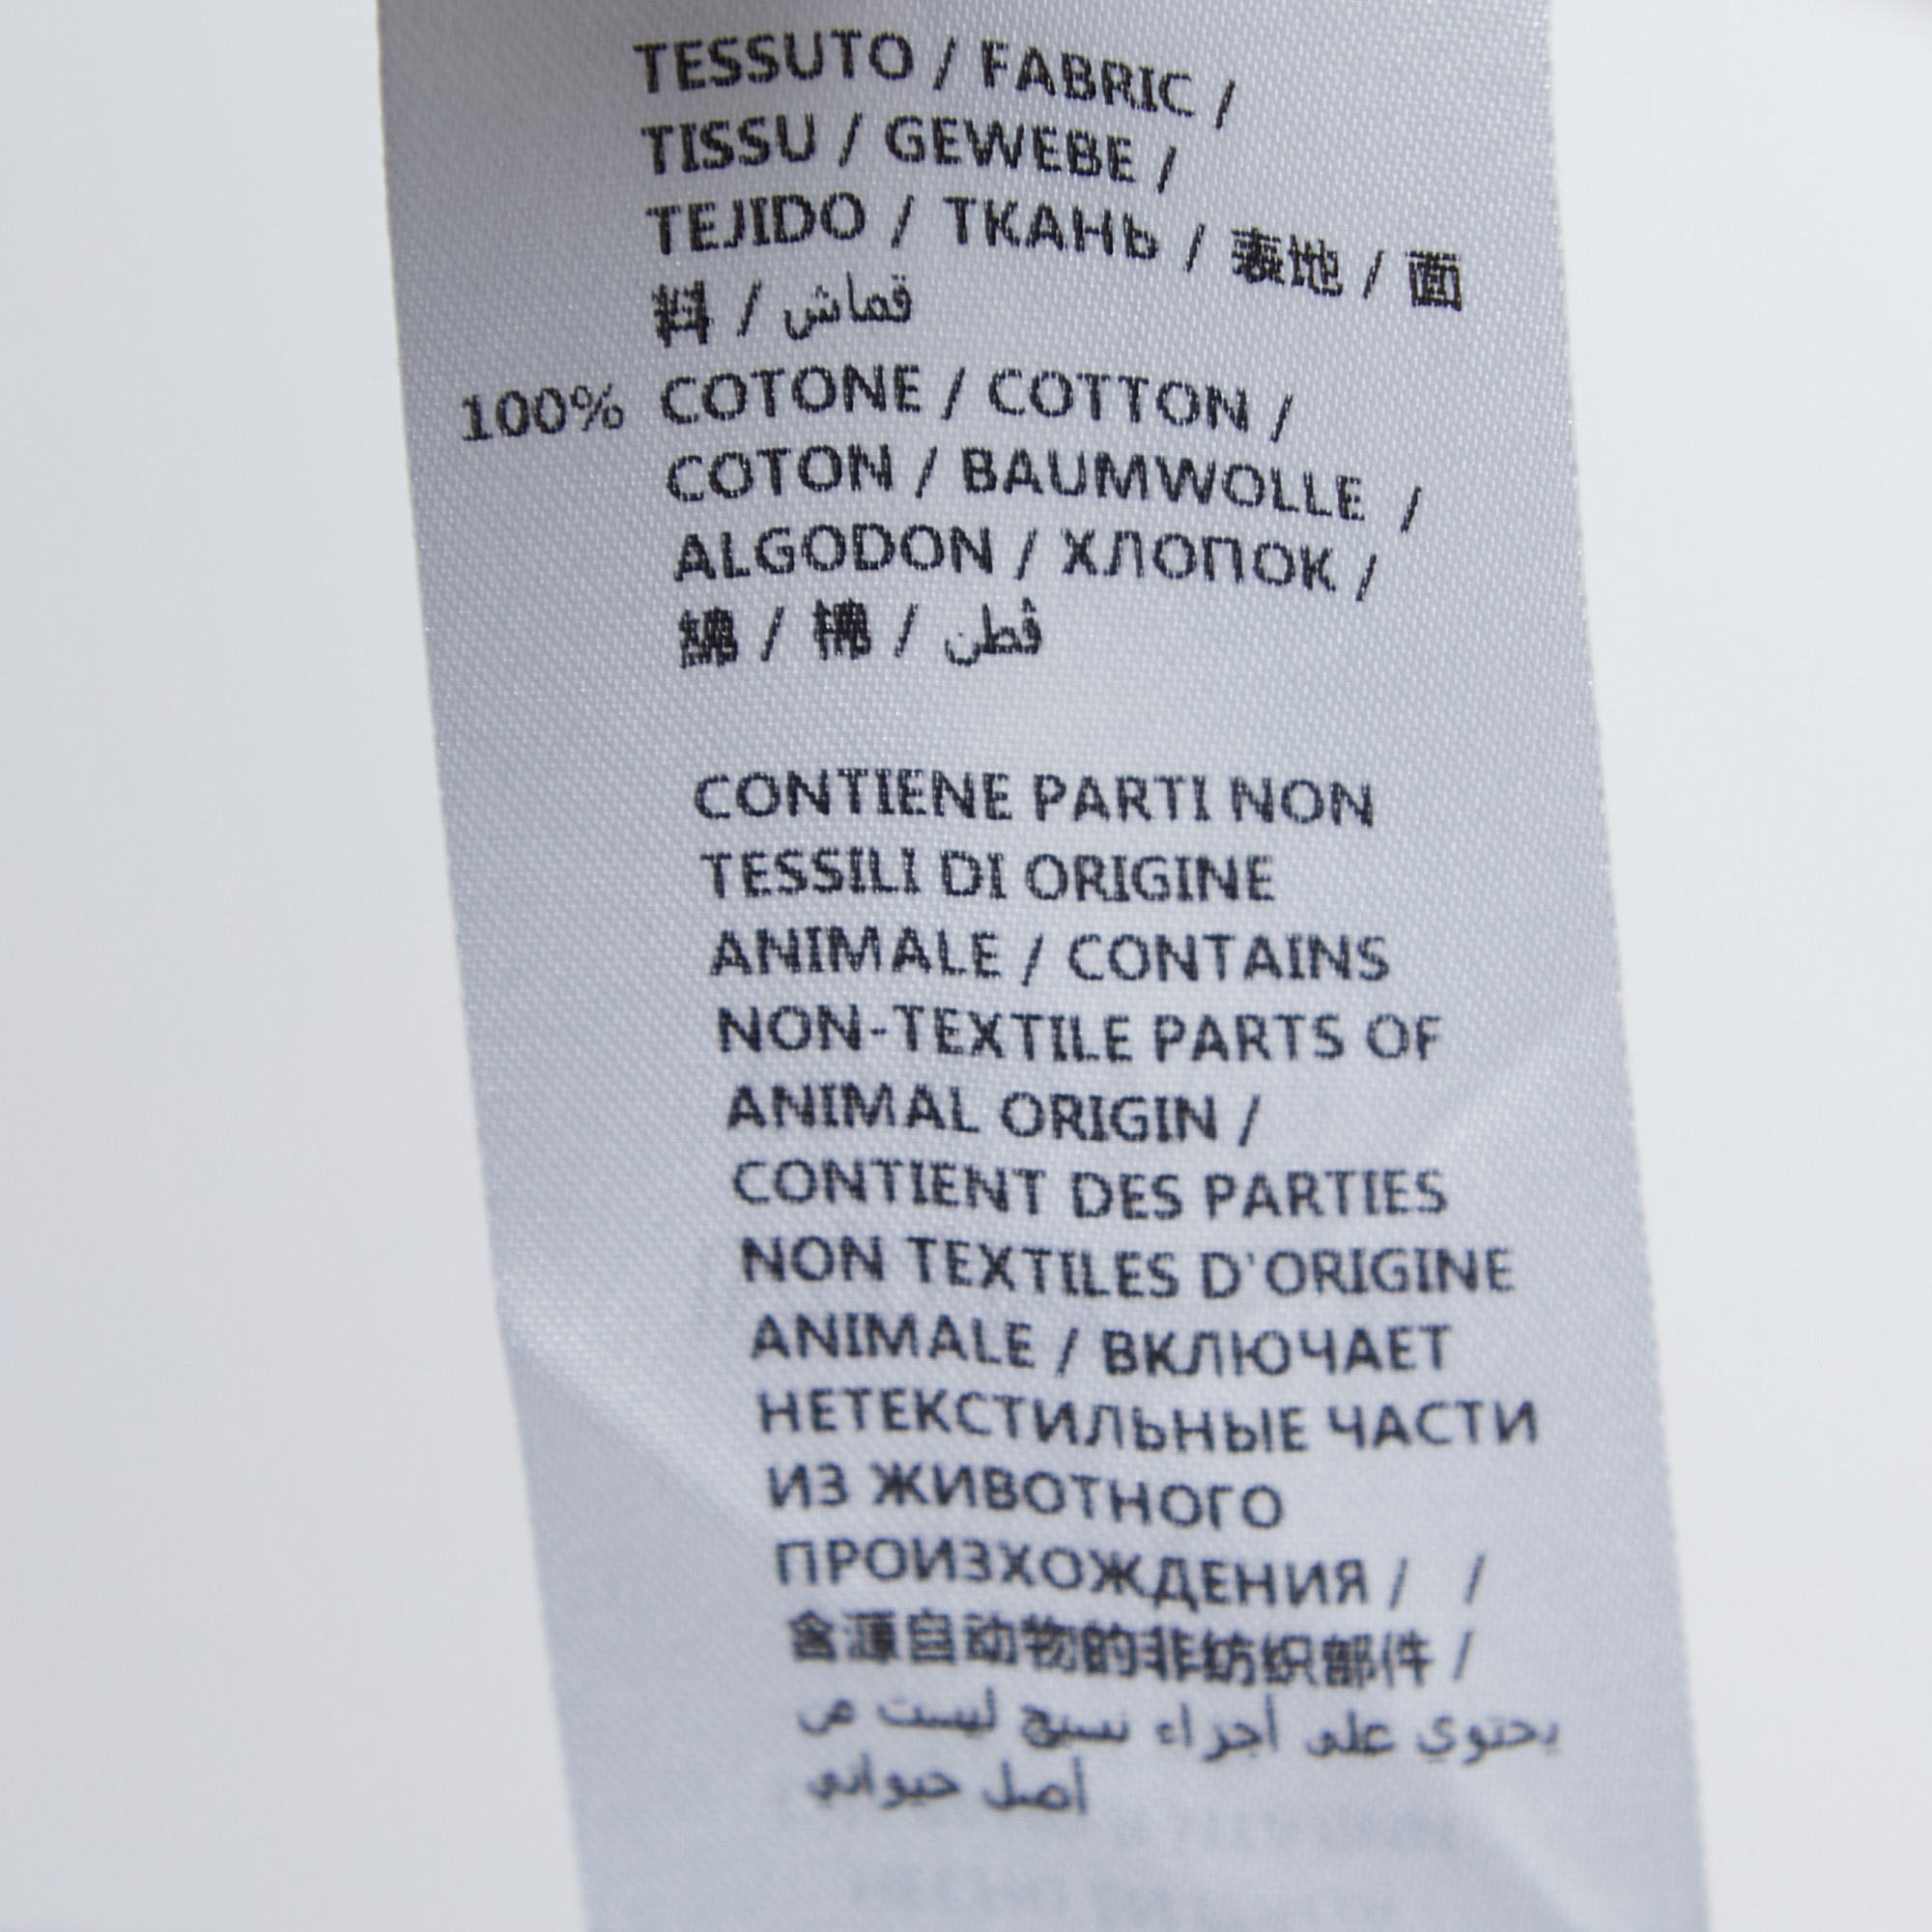 TESSUTO / FABRIC /
TISSU / GEWEBE /
TEJIDO / ТКАНЬ / 表地 / 面
料 / قماش
100% COTONE / COTTON /
COTON / BAUMWOLLE /
ALGODON / ХЛОПОК /
綿 / 棉 / قطن
CONTIENE PARTI NON
TESSILI DI ORIGINE
ANIMALE / CONTAINS
NON-TEXTILE PARTS OF
ANIMAL ORIGIN /
CONTIENT DES PARTIES
NON TEXTILES D'ORIGINE
ANIMALE / ВКЛЮЧАЕТ
НЕТЕКСТИЛЬНЫЕ ЧАСТИ
ИЗ ЖИВОТНОГО
ПРОИЗХОЖДЕНИЯ / /
含源自动物的非纺织部件 /
يحتوي على أجزاء نسيج ليست من
أصل حيواني